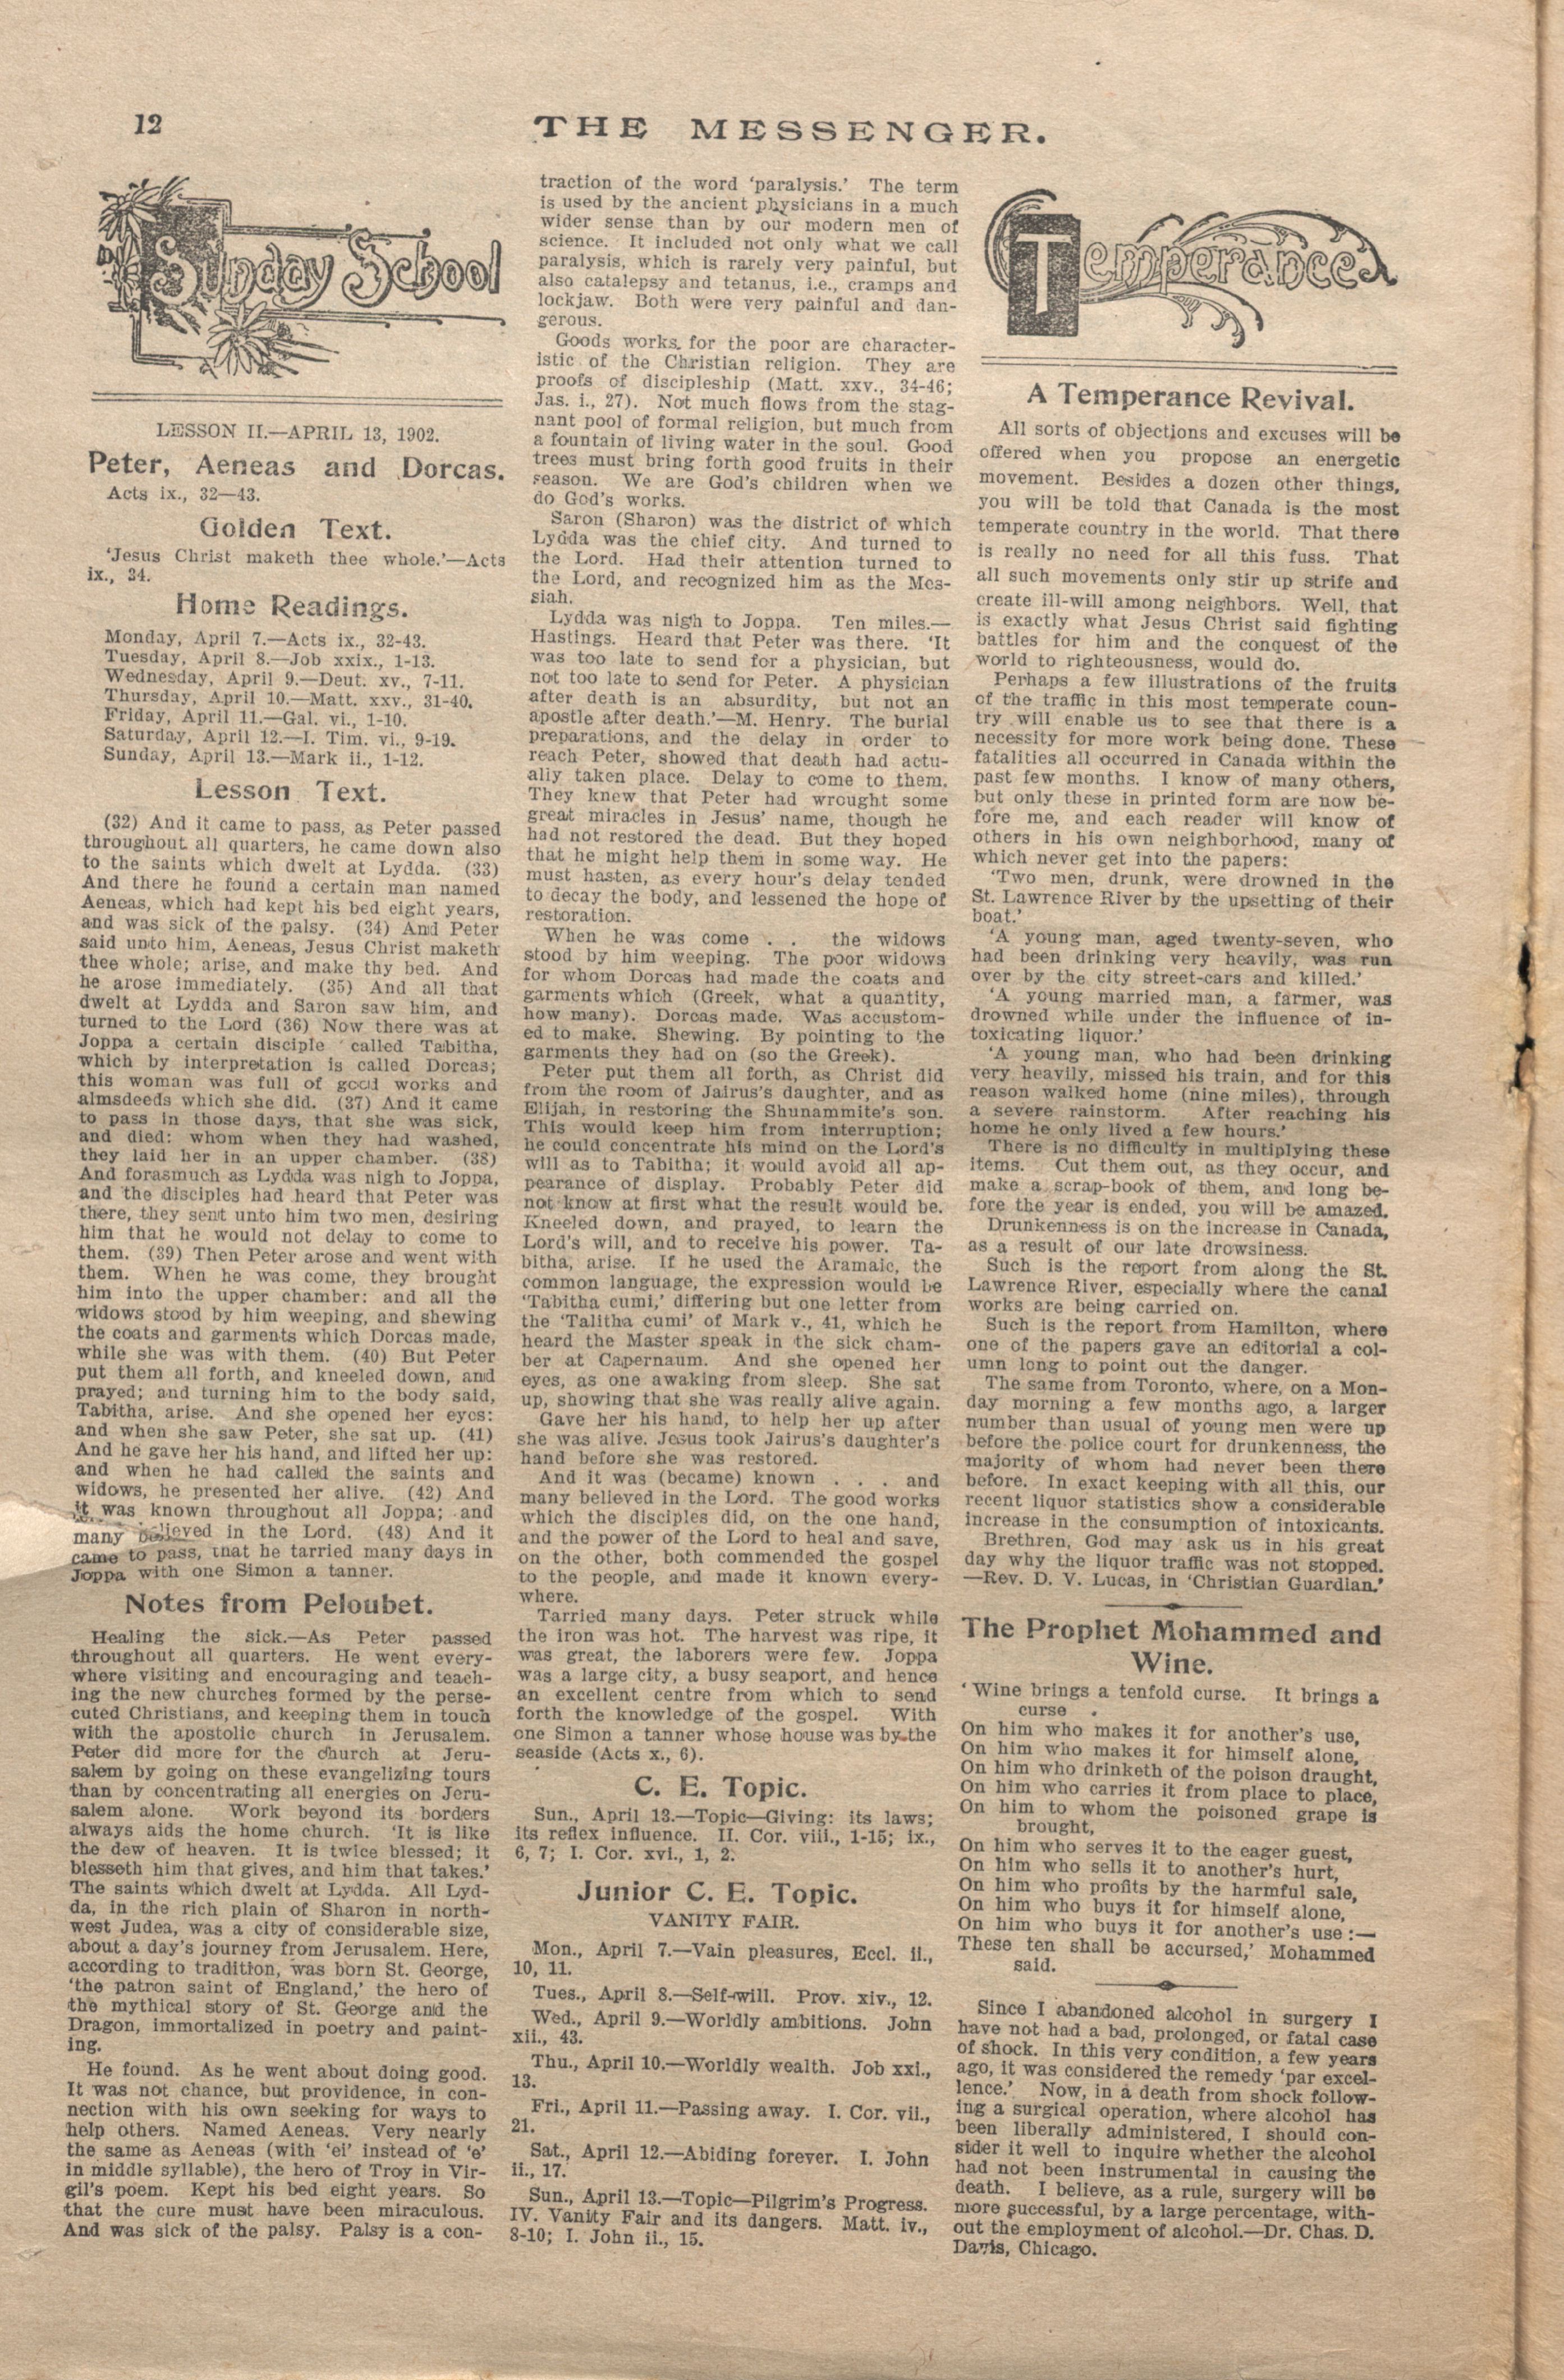 12
THE MESSENGER.
Sunday School
LESSON II.—APRIL 13, 1902.
Peter, Aeneas and Dorcas.
Acts ix., 32—43.
Golden Text.
'Jesus Christ maketh thee whole.'—Acts
ix., 34.
Home Readings.
Monday, April 7.—Acts ix., 32-43.
Tuesday, April 8.—Job xxix., 1-13.
Wednesday, April 9.—Deut. xv., 7-11.
Thursday, April 10.—Matt. xxv., 31-40.
Friday, April 11.—Gal. vi., 1-10.
Saturday, April 12.—I. Tim. vi., 9-19.
Sunday, April 13.—Mark ii., 1-12.
Lesson Text.
(32) And it came to pass, as Peter passed
throughout all quarters, he came down also
to the saints which dwelt at Lydda. (33)
And there he found a certain man named
Aeneas, which had kept his bed eight years,
and was sick of the palsy. (34) And Peter
said unto him, Aeneas, Jesus Christ maketh
thee whole; arise, and make thy bed. And
he arose immediately. (35) And all that
dwelt at Lydda and Saron saw him, and
turned to the Lord (36) Now there was at
Joppa a certain disciple called Tabitha,
which by interpretation is called Dorcas;
this woman was full of good works and
almsdeeds which she did. (37) And it came
to pass in those days, that she was sick,
and died: whom when they had washed,
they laid her in an upper chamber. (38)
And forasmuch as Lydda was nigh to Joppa,
and the disciples had heard that Peter was
there, they sent unto him two men, desiring
him that he would not delay to come to
them. (39) Then Peter arose and went with
them. When he was come, they brought
him into the upper chamber: and all the
widows stood by him weeping, and shewing
the coats and garments which Dorcas made,
while she was with them. (40) But Peter
put them all forth, and kneeled down, and
prayed; and turning him to the body said,
Tabitha, arise. And she opened her eyes:
and when she saw Peter, she sat up. (41)
And he gave her his hand, and lifted her up:
and when he had called the saints and
widows, he presented her alive. (42) And
it was known throughout all Joppa; and
many believed in the Lord. (48) And it
came to pass, that he tarried many days in
Joppa with one Simon a tanner.
Notes from Peloubet.
Healing the sick.—As Peter passed
throughout all quarters. He went every-
where visiting and encouraging and teach-
ing the new churches formed by the perse-
cuted Christians, and keeping them in touch
with the apostolic church in Jerusalem.
Peter did more for the church at Jeru-
salem by going on these evangelizing tours
than by concentrating all energies on Jeru-
salem alone. Work beyond its borders
always aids the home church. 'It is like
the dew of heaven. It is twice blessed; it
blesseth him that gives, and him that takes.'
The saints which dwelt at Lydda. All Lyd-
da, in the rich plain of Sharon in north-
west Judea, was a city of considerable size,
about a day's journey from Jerusalem. Here,
according to tradition, was born St. George,
'the patron saint of England,' the hero of
the mythical story of St. George and the
Dragon, immortalized in poetry and paint-
ing.
He found. As he went about doing good.
It was not chance, but providence, in con-
nection with his own seeking for ways to
help others. Named Aeneas. Very nearly
the same as Aeneas (with 'ei' instead of 'e'
in middle syllable), the hero of Troy in Vir-
gil's poem. Kept his bed eight years. So
that the cure must have been miraculous.
And was sick of the palsy. Palsy is a con-
traction of the word 'paralysis.' The term
is used by the ancient physicians in a much
wider sense than by our modern men of
science. It included not only what we call
paralysis, which is rarely very painful, but
also catalepsy and tetanus, i.e., cramps and
lockjaw. Both were very painful and dan-
gerous.
Goods works for the poor are character-
istic of the Christian religion. They are
proofs of discipleship (Matt. xxv., 34-46;
Jas. i., 27). Not much flows from the stag-
nant pool of formal religion, but much from
a fountain of living water in the soul. Good
trees must bring forth good fruits in their
season. We are God's children when we
do God's works.
Saron (Sharon) was the district of which
Lydda was the chief city. And turned to
the Lord. Had their attention turned to
the Lord, and recognized him as the Mes-
siah.
Lydda was nigh to Joppa. Ten miles.—
Hastings. Heard that Peter was there. 'It
was too late to send for a physician, but
not too late to send for Peter. A physician
after death is an absurdity, but not an
apostle after death.'—M. Henry. The burial
preparations, and the delay in order to
reach Peter, showed that death had actu-
ally taken place. Delay to come to them.
They knew that Peter had wrought some
great miracles in Jesus' name, though he
had not restored the dead. But they hoped
that he might help them in some way. He
must hasten, as every hour's delay tended
to decay the body, and lessened the hope of
restoration.
When he was come . . the widows
stood by him weeping. The poor widows
for whom Dorcas had made the coats and
garments which (Greek, what a quantity,
how many). Dorcas made. Was accustom-
ed to make. Shewing. By pointing to the
garments they had on (so the Greek).
Peter put them all forth, as Christ did
from the room of Jairus's daughter, and as
Elijah, in restoring the Shunammite's son.
This would keep him from interruption;
he could concentrate his mind on the Lord's
will as to Tabitha; it would avoid all ap-
pearance of display. Probably Peter did
not know at first what the result would be.
Kneeled down, and prayed, to learn the
Lord's will, and to receive his power. Ta-
bitha, arise. If he used the Aramaic, the
common language, the expression would be
'Tabitha cumi,' differing but one letter from
the 'Talitha cumi' of Mark v., 41, which he
heard the Master speak in the sick cham-
ber at Capernaum. And she opened her
eyes, as one awaking from sleep. She sat
up, showing that she was really alive again.
Gave her his hand, to help her up after
she was alive. Jesus took Jairus's daughter's
hand before she was restored.
And it was (became) known . . . and
many believed in the Lord. The good works
which the disciples did, on the one hand,
and the power of the Lord to heal and save,
on the other, both commended the gospel
to the people, and made it known every-
where.
Tarried many days. Peter struck while
the iron was hot. The harvest was ripe, it
was great, the laborers were few. Joppa
was a large city, a busy seaport, and hence
an excellent centre from which to send
forth the knowledge of the gospel. With
one Simon a tanner whose house was by the
seaside (Acts x., 6).
C. E. Topic.
Sun., April 13.—Topic—Giving: its laws;
its reflex influence. II. Cor. viii., 1-15; ix.,
6, 7; I. Cor. xvi., 1, 2.
Junior C. E. Topic.
VANITY FAIR.
Mon., April 7.—Vain pleasures, Eccl. ii.,
10, 11.
Tues., April 8.—Self-will. Prov. xiv., 12.
Wed., April 9.—Worldly ambitions. John
xii., 43.
Thu., April 10.—Worldly wealth. Job xxi.,
13.
Fri., April 11.—Passing away. I. Cor. vii.,
21.
Sat., April 12.—Abiding forever. I. John
ii., 17.
Sun., April 13.—Topic—Pilgrim's Progress.
IV. Vanity Fair and its dangers. Matt. iv.,
8-10; I. John ii., 15.
Temperance
A Temperance Revival.
All sorts of objections and excuses will be
offered when you propose an energetic
movement. Besides a dozen other things,
you will be told that Canada is the most
temperate country in the world. That there
is really no need for all this fuss. That
all such movements only stir up strife and
create ill-will among neighbors. Well, that
is exactly what Jesus Christ said fighting
battles for him and the conquest of the
world to righteousness, would do.
Perhaps a few illustrations of the fruits
of the traffic in this most temperate coun-
try will enable us to see that there is a
necessity for more work being done. These
fatalities all occurred in Canada within the
past few months. I know of many others,
but only these in printed form are now be-
fore me, and each reader will know of
others in his own neighborhood, many of
which never get into the papers:
'Two men, drunk, were drowned in the
St. Lawrence River by the upsetting of their
boat.'
'A young man, aged twenty-seven, who
had been drinking very heavily, was run
over by the city street-cars and killed.'
'A young married man, a farmer, was
drowned while under the influence of in-
toxicating liquor.'
'A young man, who had been drinking
very heavily, missed his train, and for this
reason walked home (nine miles), through
a severe rainstorm. After reaching his
home he only lived a few hours.'
There is no difficulty in multiplying these
items. Cut them out, as they occur, and
make a scrap-book of them, and long be-
fore the year is ended, you will be amazed.
Drunkenness is on the increase in Canada,
as a result of our late drowsiness.
Such is the report from along the St.
Lawrence River, especially where the canal
works are being carried on.
Such is the report from Hamilton, where
one of the papers gave an editorial a col-
umn long to point out the danger.
The same from Toronto, where, on a Mon-
day morning a few months ago, a larger
number than usual of young men were up
before the police court for drunkenness, the
majority of whom had never been there
before. In exact keeping with all this, our
recent liquor statistics show a considerable
increase in the consumption of intoxicants.
Brethren, God may ask us in his great
day why the liquor traffic was not stopped.
—Rev. D. V. Lucas, in 'Christian Guardian.'
The Prophet Mohammed and
Wine.
'Wine brings a tenfold curse. It brings a
curse
On him who makes it for another's use,
On him who makes it for himself alone,
On him who drinketh of the poison draught,
On him who carries it from place to place,
On him to whom the poisoned grape is
brought,
On him who serves it to the eager guest,
On him who sells it to another's hurt,
On him who profits by the harmful sale,
On him who buys it for himself alone,
On him who buys it for another's use:—
These ten shall be accursed,' Mohammed
said.
Since I abandoned alcohol in surgery I
have not had a bad, prolonged, or fatal case
of shock. In this very condition, a few years
ago, it was considered the remedy 'par excel-
lence.' Now, in a death from shock follow-
ing a surgical operation, where alcohol has
been liberally administered, I should con-
sider it well to inquire whether the alcohol
had not been instrumental in causing the
death. I believe, as a rule, surgery will be
more successful, by a large percentage, with-
out the employment of alcohol.—Dr. Chas. D.
Davis, Chicago.